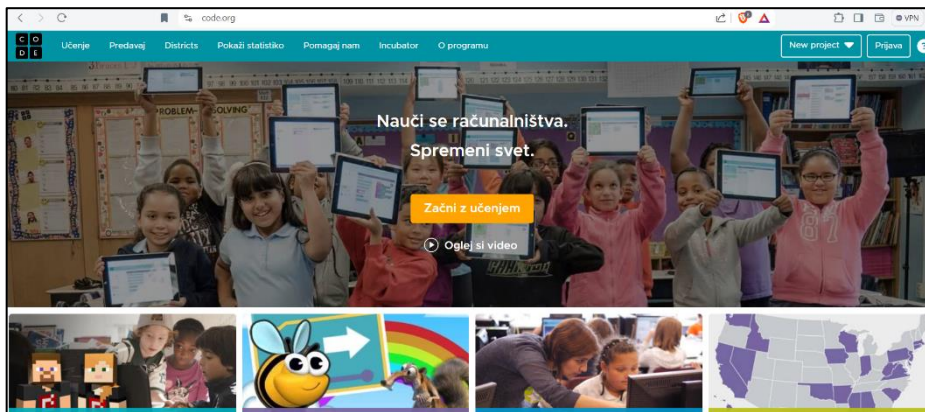 code.org
VPN
C O
D E
Učenje Predavaj Districts Pokaži statistiko Pomagaj nam Incubator O programu
New project Prijava ?
PROBLEM SOLVING
Nauči se računalništva.
Spremeni svet.
Začni z učenjem
Oglej si video